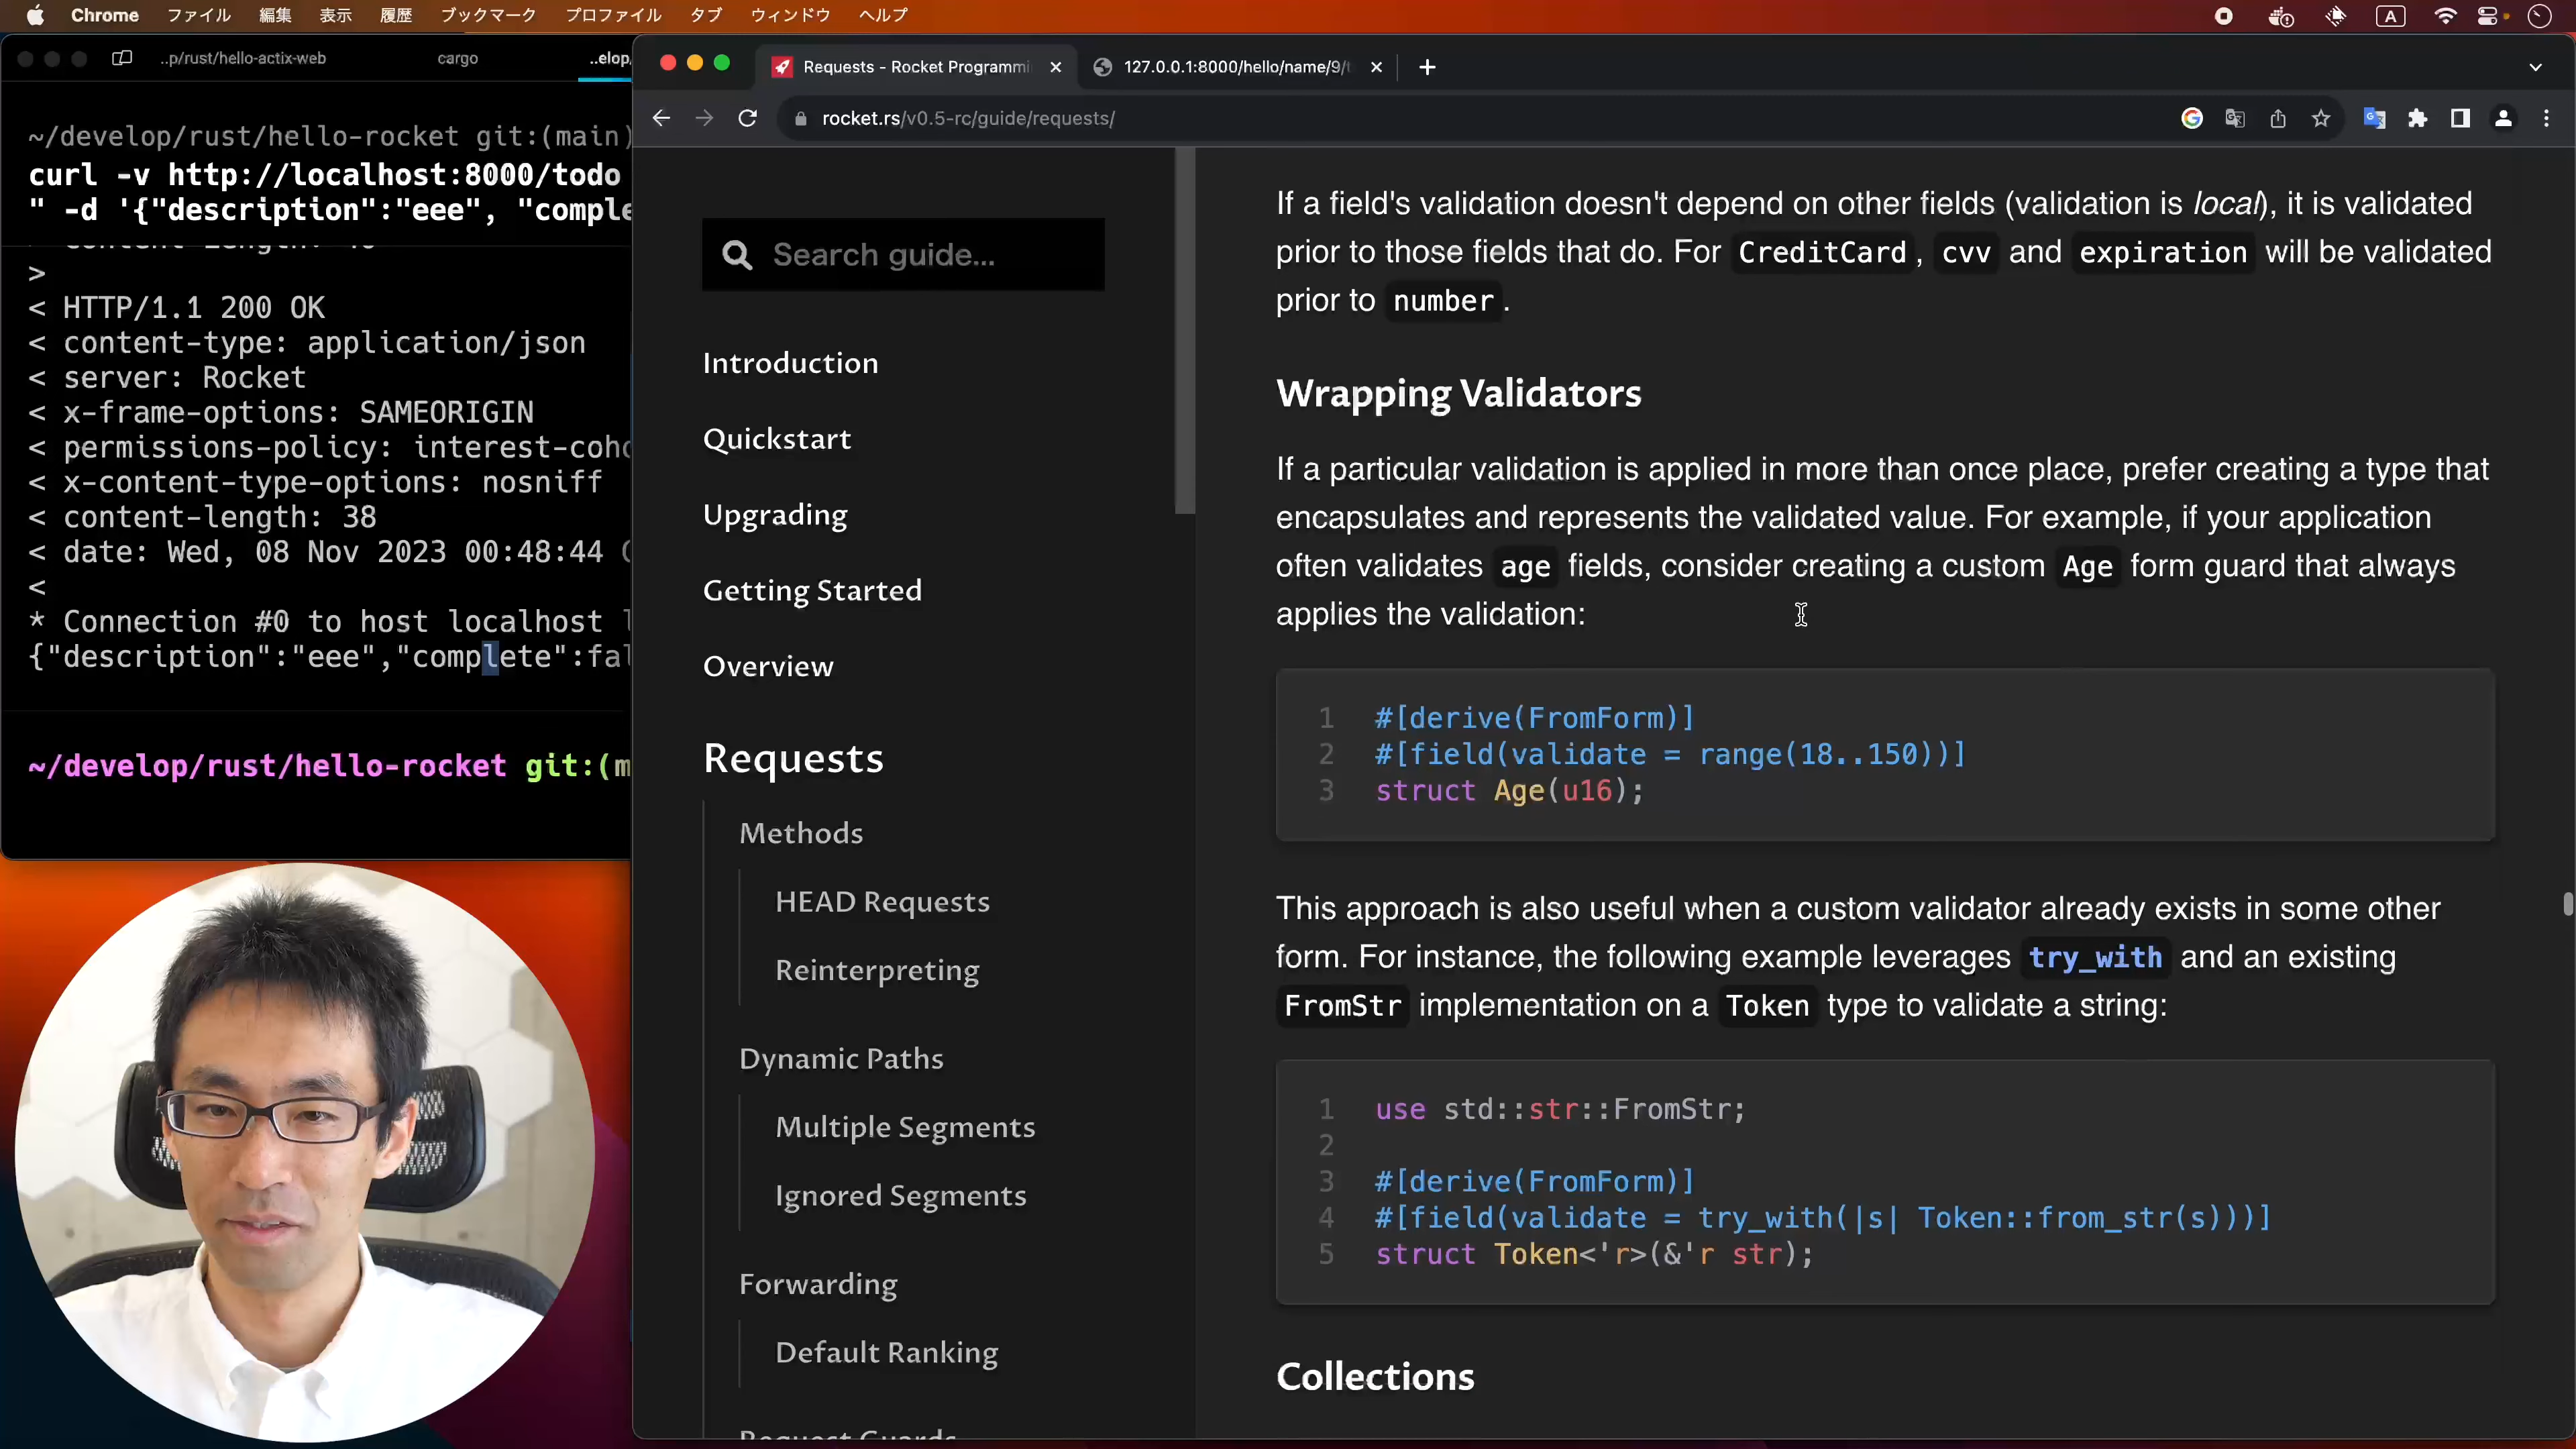 Chrome ファイル 編集 表示 履歴 ブックマーク プロファイル タブ ウィンドウ ヘルプ A
..p/rust/hello-actix-web cargo ..elop/
~/develop/rust/hello-rocket git:(main)
curl -v http://localhost:8000/todo
" -d '{"description":"eee", "comple
>
< HTTP/1.1 200 OK
< content-type: application/json
< server: Rocket
< x-frame-options: SAMEORIGIN
< permissions-policy: interest-coho
< x-content-type-options: nosniff
< content-length: 38
< date: Wed, 08 Nov 2023 00:48:44
<
* Connection #0 to host localhost l
{"description":"eee","complete":fal
~/develop/rust/hello-rocket git:(m
Requests - Rocket Programmi
127.0.0.1:8000/hello/name/9/
rocket.rs/v0.5-rc/guide/requests/
Search guide...
Introduction
Quickstart
Upgrading
Getting Started
Overview
Requests
Methods
HEAD Requests
Reinterpreting
Dynamic Paths
Multiple Segments
Ignored Segments
Forwarding
Default Ranking
Request Guards
If a field's validation doesn't depend on other fields (validation is local), it is validated
prior to those fields that do. For CreditCard, cvv and expiration will be validated
prior to number.
Wrapping Validators
If a particular validation is applied in more than once place, prefer creating a type that
encapsulates and represents the validated value. For example, if your application
often validates age fields, consider creating a custom Age form guard that always
applies the validation:
1 #[derive(FromForm)]
2 #[field(validate = range(18..150))]
3 struct Age(u16);
This approach is also useful when a custom validator already exists in some other
form. For instance, the following example leverages try_with and an existing
FromStr implementation on a Token type to validate a string:
1 use std::str::FromStr;
2
3 #[derive(FromForm)]
4 #[field(validate = try_with(|s| Token::from_str(s)))]
5 struct Token<'r>(&'r str);
Collections